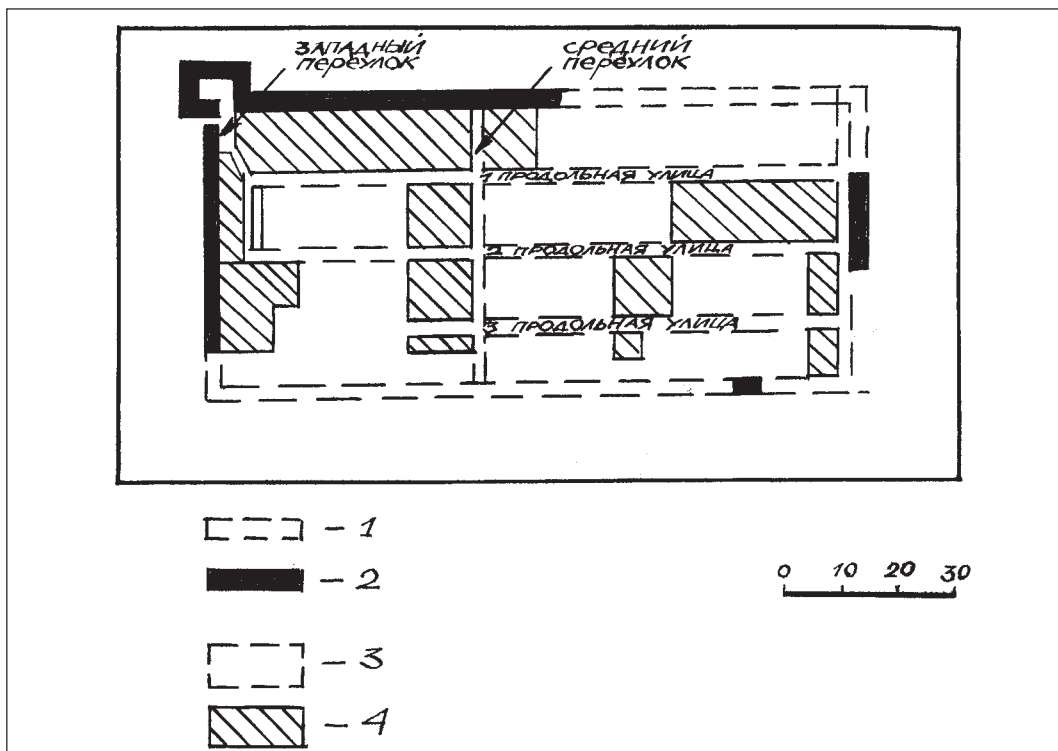 ЗАПАДНЫЙ
ПЕРЕУЛОК
СРЕДНИЙ
ПЕРЕУЛОК
1 ПРОДОЛЬНАЯ УЛИЦА
2 ПРОДОЛЬНАЯ УЛИЦА
3 ПРОДОЛЬНАЯ УЛИЦА
- 1
- 2
- 3
- 4
0 10 20 30